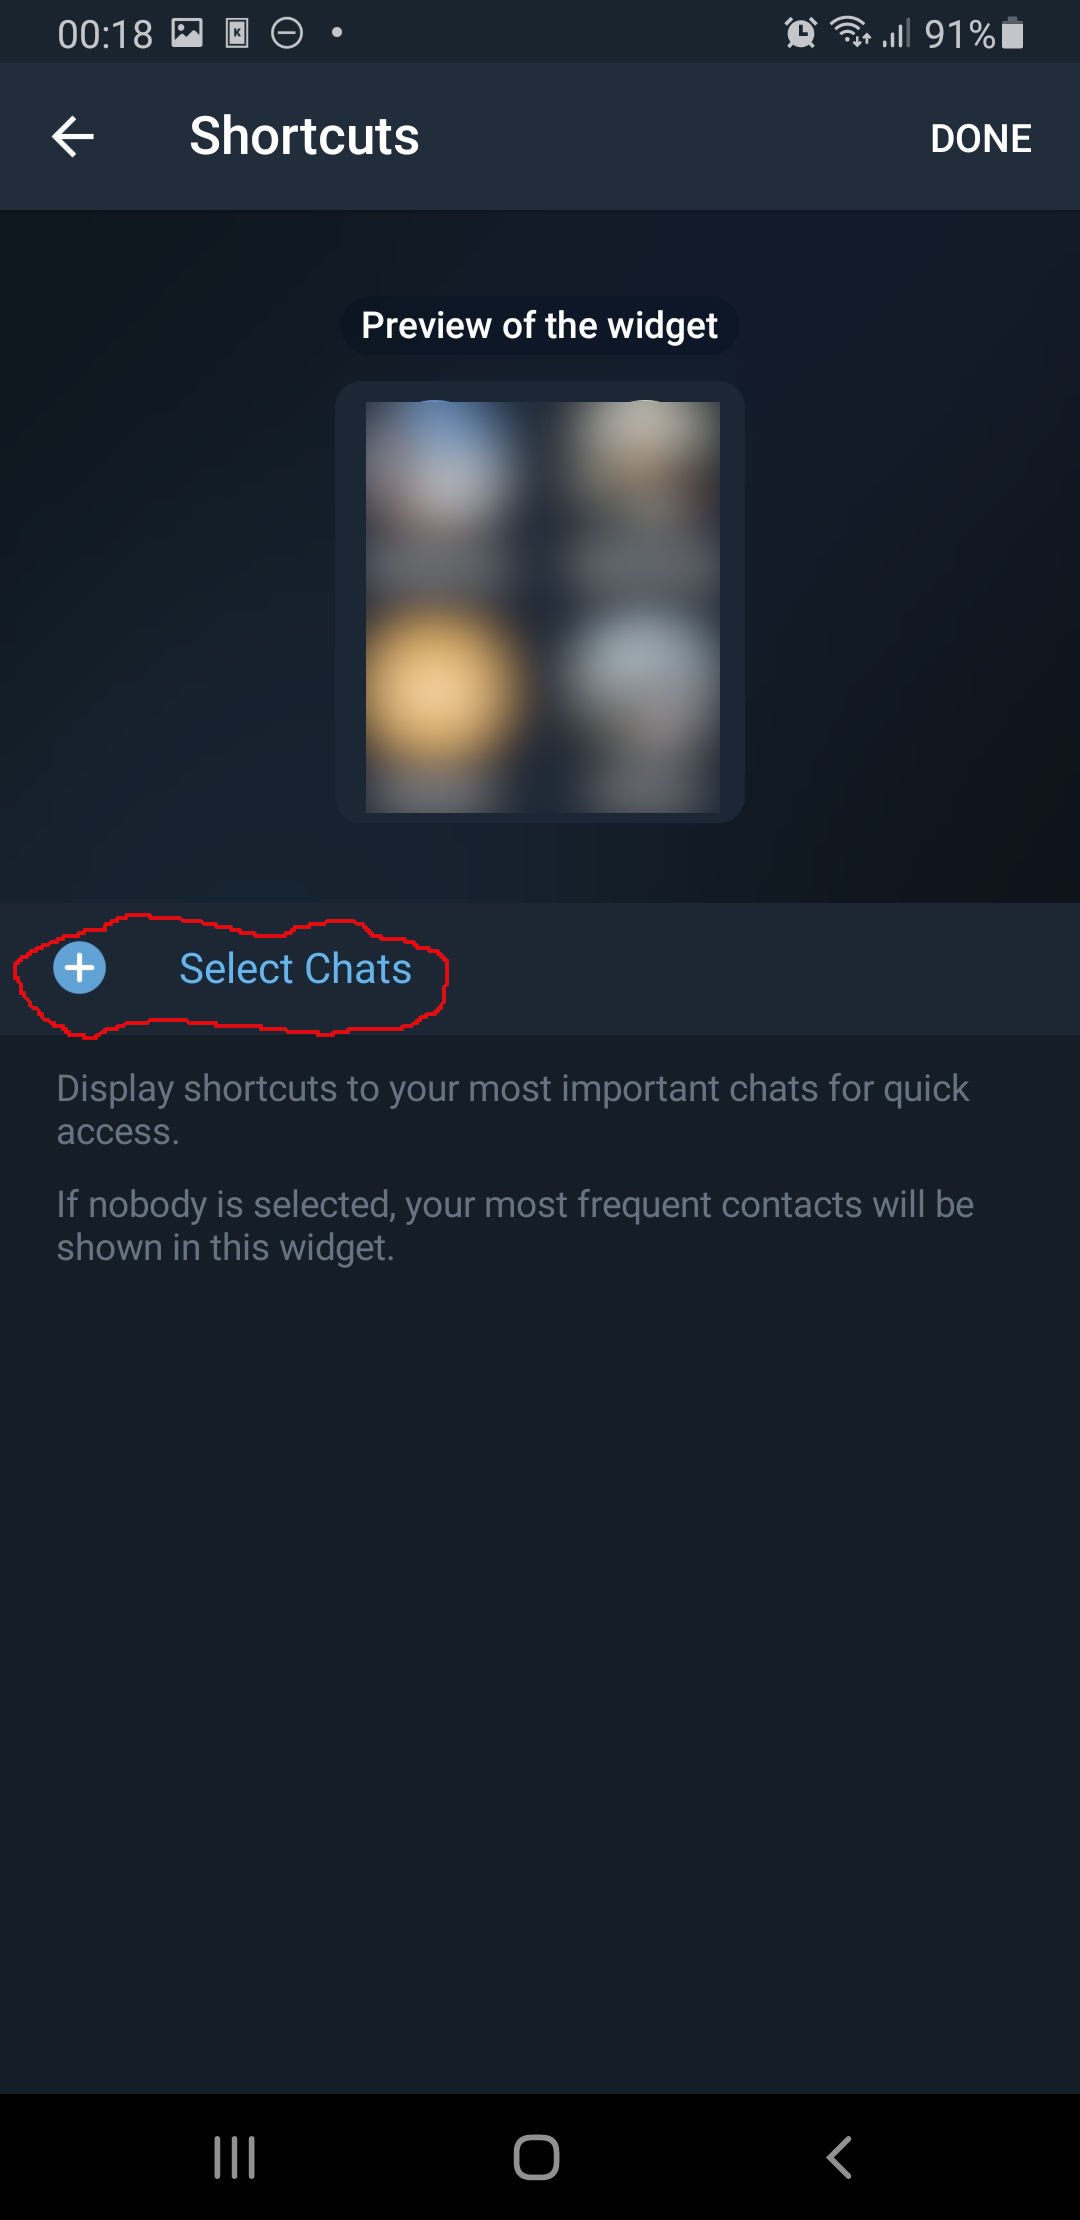 00:18
91%
Shortcuts
DONE
Preview of the widget
Select Chats
Display shortcuts to your most important chats for quick
access.
If nobody is selected, your most frequent contacts will be
shown in this widget.